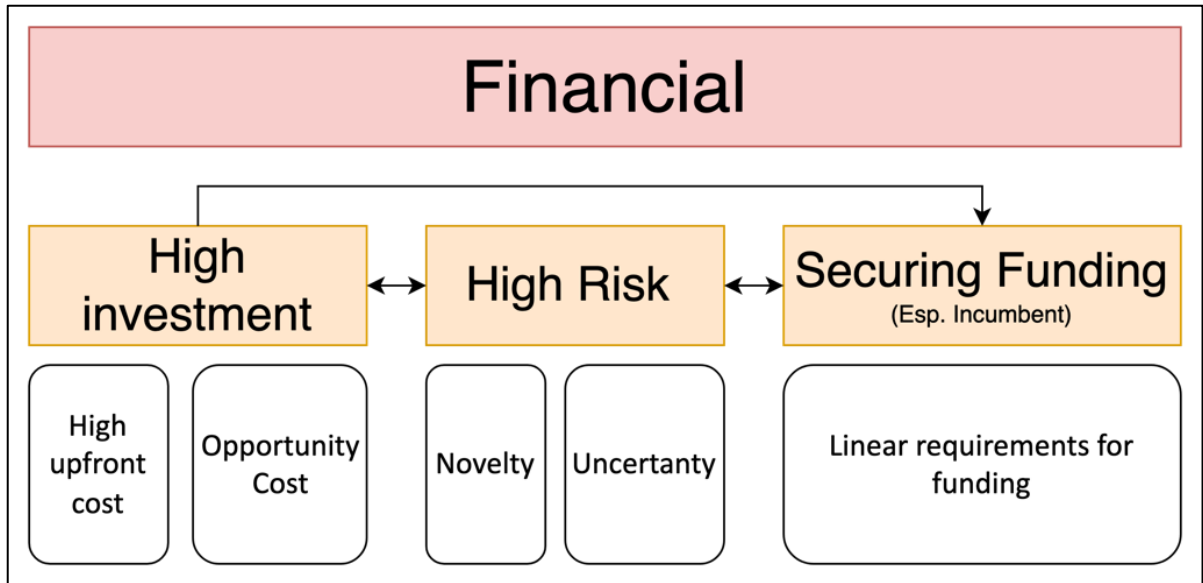 Financial
High
investment
High Risk
Securing Funding
(Esp. Incumbent)
High
upfront
cost
Opportunity
Cost
Novelty
Uncertanty
Linear requirements for
funding